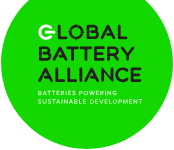 GLOBAL
BATTERY
ALLIANCE
BATTERIES POWERING
SUSTAINABLE DEVELOPMENT